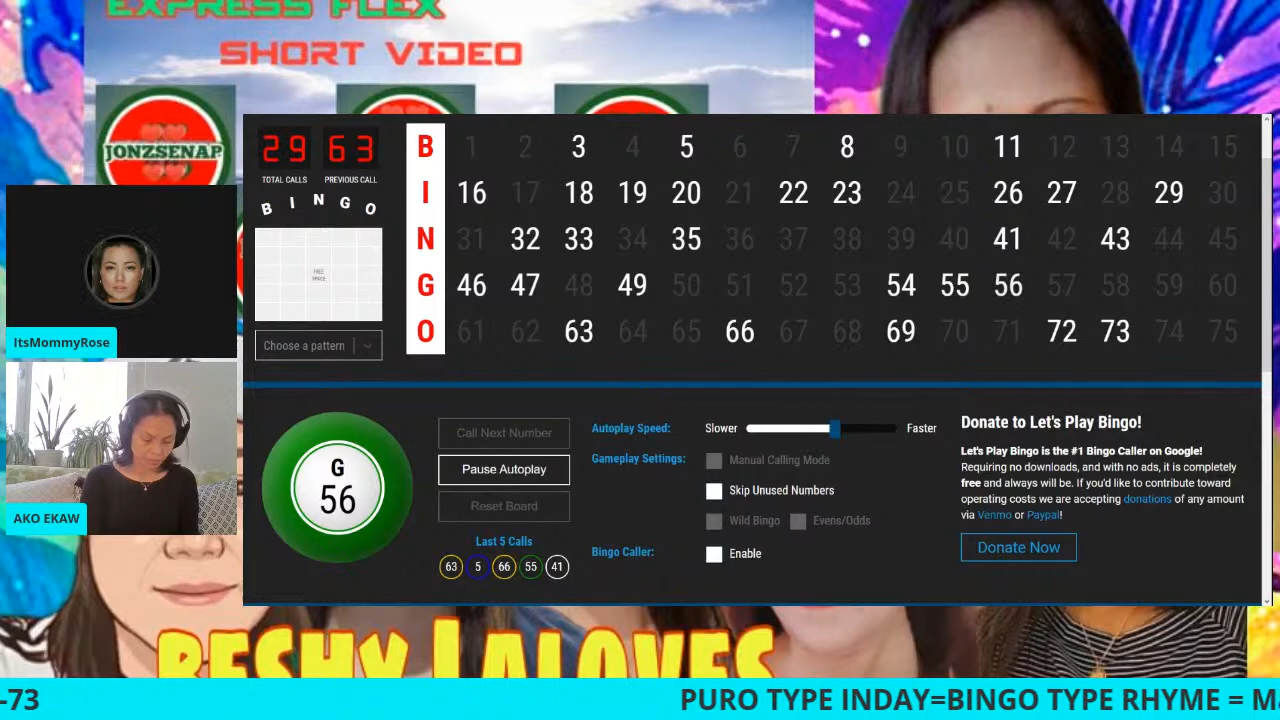 EXPRESS FLEX
SHORT VIDEO
JONZSENAP
29 63
TOTAL CALLS PREVIOUS CALL
B I N G O
FREE
SPACE
Choose a pattern
B 1 2 3 4 5 6 7 8 9 10 11 12 13 14 15
I 16 17 18 19 20 21 22 23 24 25 26 27 28 29 30
N 31 32 33 34 35 36 37 38 39 40 41 42 43 44 45
G 46 47 48 49 50 51 52 53 54 55 56 57 58 59 60
O 61 62 63 64 65 66 67 68 69 70 71 72 73 74 75
ItsMommyRose
AKO EKAW
G
56
Call Next Number
Pause Autoplay
Reset Board
Last 5 Calls
63 5 66 55 41
Autoplay Speed: Slower Faster
Gameplay Settings: Manual Calling Mode
Skip Unused Numbers
Wild Bingo Evens/Odds
Bingo Caller: Enable
Donate to Let's Play Bingo!
Let's Play Bingo is the #1 Bingo Caller on Google!
Requiring no downloads, and with no ads, it is completely
free and always will be. If you'd like to contribute toward
operating costs we are accepting donations of any amount
via Venmo or Paypal!
Donate Now
BESHY LALOVES
-73 PURO TYPE INDAY=BINGO TYPE RHYME =